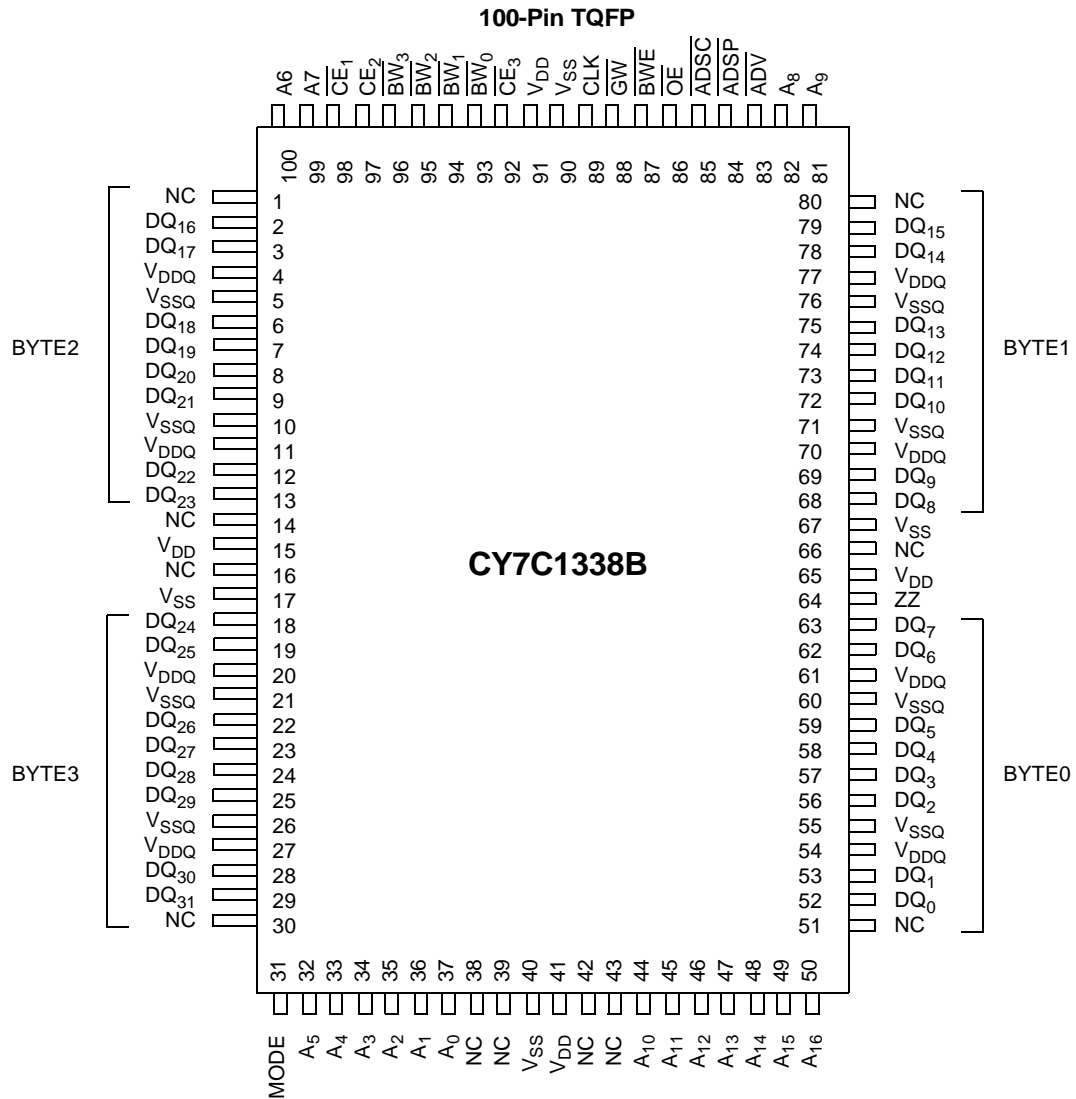 100-Pin TQFP
A6
A7
CE1
CE2
BW3
BW2
BW1
BW0
CE3
VDD
VSS
CLK
GW
BWE
OE
ADSC
ADSP
ADV
A8
A9
100
99
98
97
96
95
94
93
92
91
90
89
88
87
86
85
84
83
82
81
BYTE2
NC 1
DQ16 2
DQ17 3
VDDQ 4
VSSQ 5
DQ18 6
DQ19 7
DQ20 8
DQ21 9
VSSQ 10
VDDQ 11
DQ22 12
DQ23 13
NC 14
VDD 15
NC 16
VSS 17
BYTE3
DQ24 18
DQ25 19
VDDQ 20
VSSQ 21
DQ26 22
DQ27 23
DQ28 24
DQ29 25
VSSQ 26
VDDQ 27
DQ30 28
DQ31 29
NC 30
CY7C1338B
80 NC
79 DQ15
78 DQ14
77 VDDQ
76 VSSQ
75 DQ13
74 DQ12
73 DQ11
72 DQ10
71 VSSQ
70 VDDQ
69 DQ9
68 DQ8
BYTE1
67 VSS
66 NC
65 VDD
64 ZZ
63 DQ7
62 DQ6
61 VDDQ
60 VSSQ
59 DQ5
58 DQ4
57 DQ3
56 DQ2
55 VSSQ
54 VDDQ
53 DQ1
52 DQ0
51 NC
BYTE0
31
32
33
34
35
36
37
38
39
40
41
42
43
44
45
46
47
48
49
50
MODE
A5
A4
A3
A2
A1
A0
NC
NC
VSS
VDD
NC
NC
A10
A11
A12
A13
A14
A15
A16